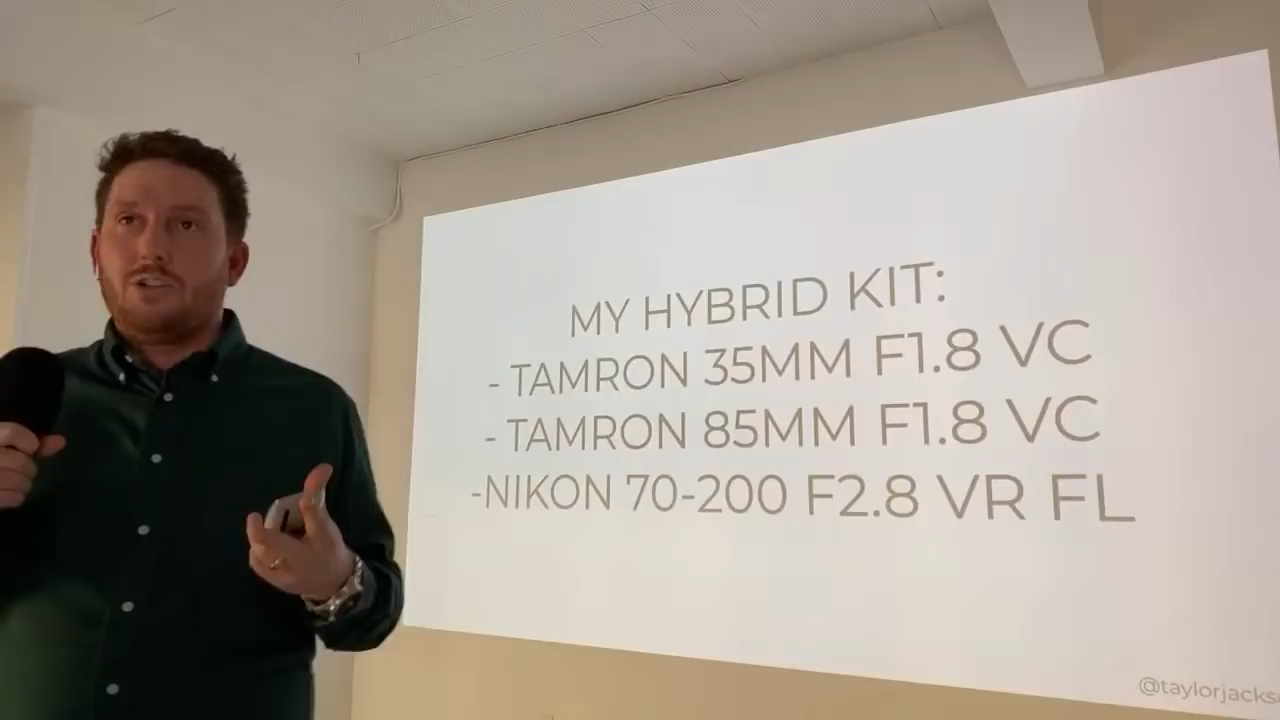 MY HYBRID KIT:
- TAMRON 35MM F1.8 VC
- TAMRON 85MM F1.8 VC
-NIKON 70-200 F2.8 VR FL